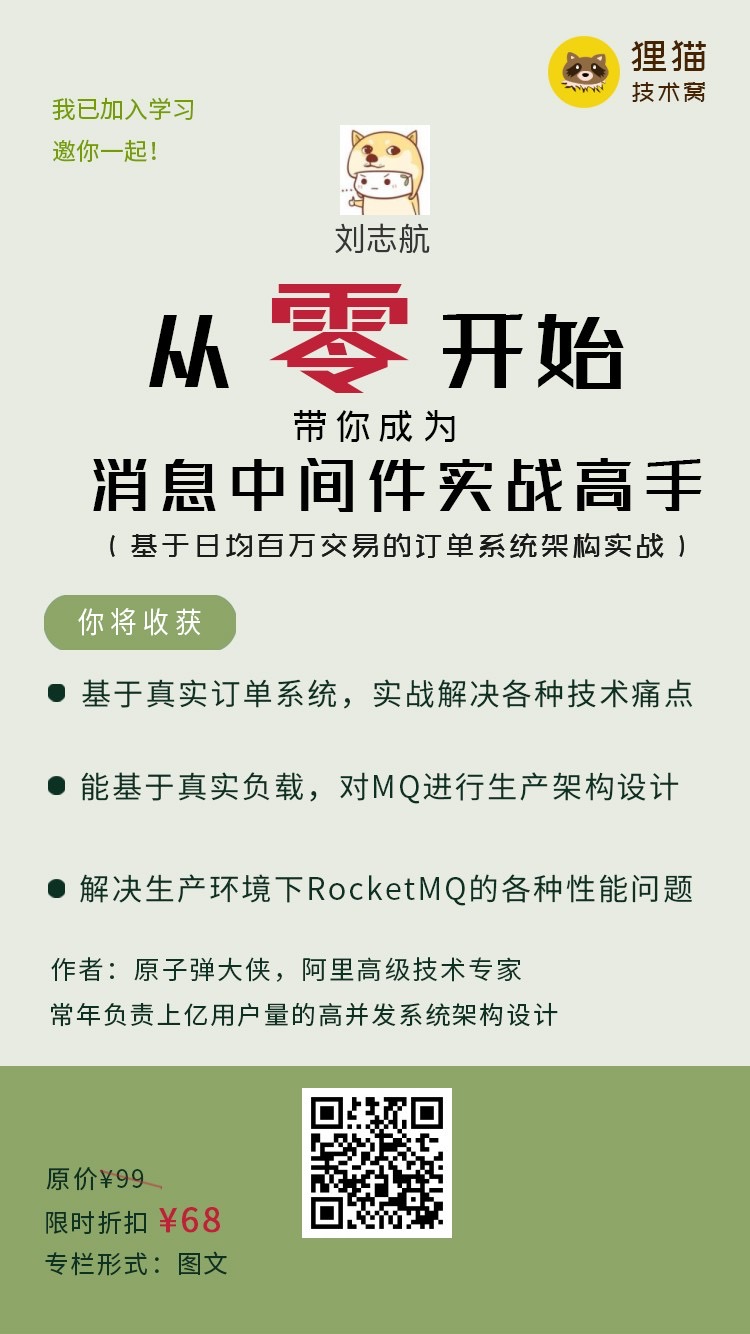 狸猫
技术窝
我已加入学习
邀你一起！
刘志航
从零开始
带你成为
消息中间件实战高手
（基于日均百万交易的订单系统架构实战）
你将收获
基于真实订单系统，实战解决各种技术痛点
能基于真实负载，对MQ进行生产架构设计
解决生产环境下RocketMQ的各种性能问题
作者：原子弹大侠，阿里高级技术专家
常年负责上亿用户量的高并发系统架构设计
原价¥99
限时折扣 ¥68
专栏形式：图文